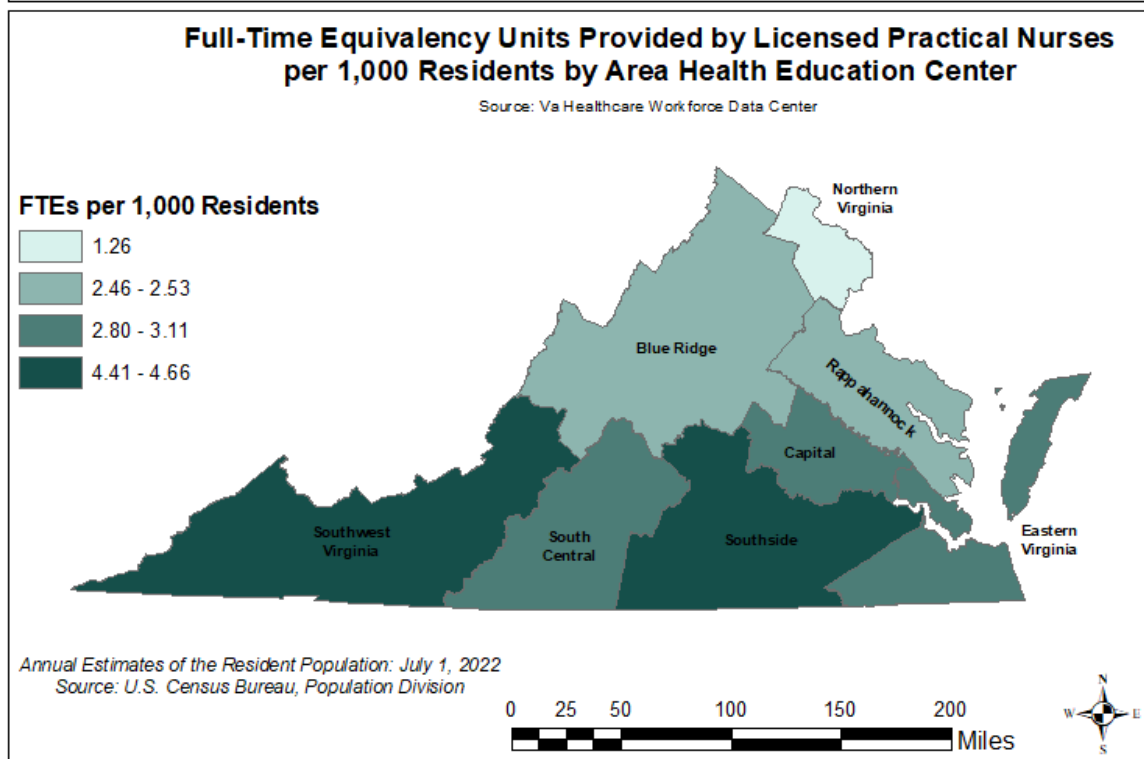 Full-Time Equivalency Units Provided by Licensed Practical Nurses
per 1,000 Residents by Area Health Education Center
Source: Va Healthcare Workforce Data Center
FTEs per 1,000 Residents
1.26
2.46 - 2.53
2.80 - 3.11
4.41 - 4.66
Northern
Virginia
Blue Ridge
Rappahannock
Capital
Southwest
Virginia
South
Central
Southside
Eastern
Virginia
Annual Estimates of the Resident Population: July 1, 2022
Source: U.S. Census Bureau, Population Division
0 25 50 100 150 200
Miles
N
W E
S